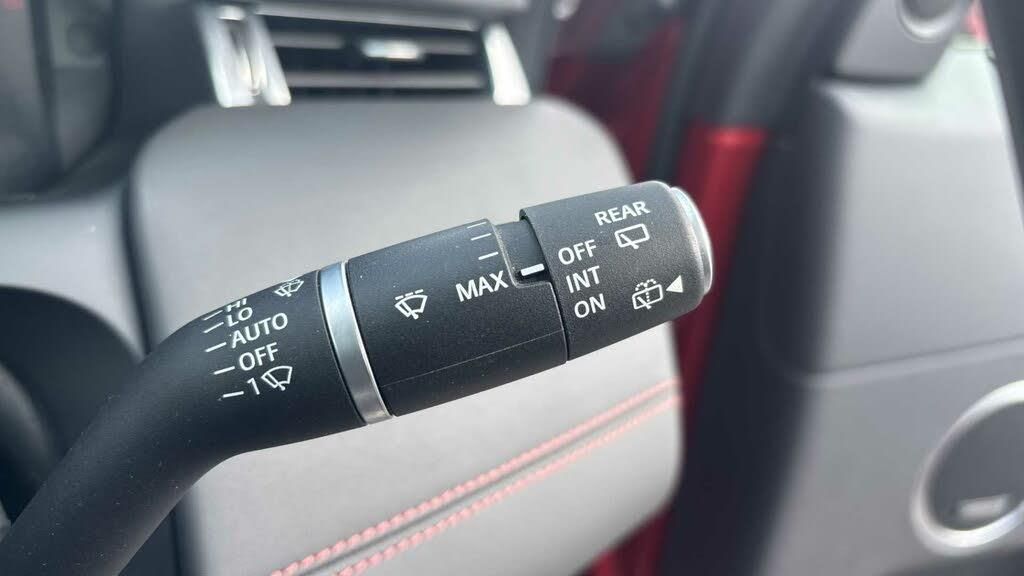 HI
LO
AUTO
OFF
1
MAX
REAR
OFF
INT
ON